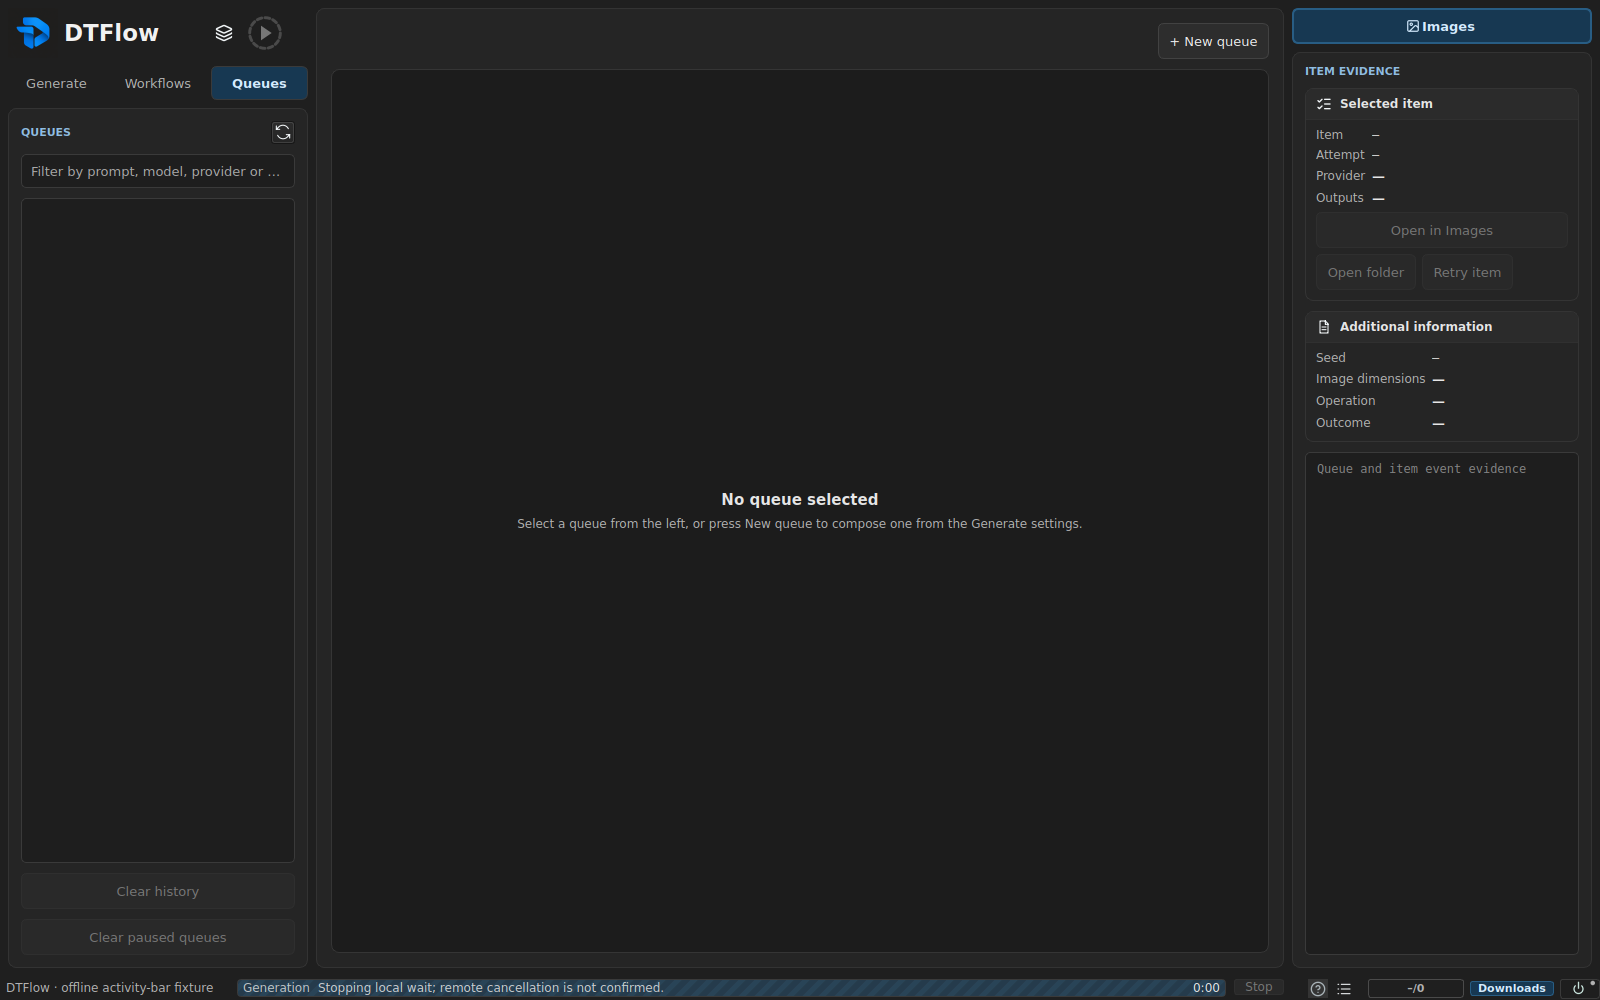 DTFlow
Generate Workflows Queues
QUEUES
Filter by prompt, model, provider or ...
Clear history
Clear paused queues
+ New queue
No queue selected
Select a queue from the left, or press New queue to compose one from the Generate settings.
Images
ITEM EVIDENCE
Selected item
Item –
Attempt –
Provider —
Outputs —
Open in Images
Open folder Retry item
Additional information
Seed –
Image dimensions —
Operation —
Outcome —
Queue and item event evidence
DTFlow · offline activity-bar fixture Generation Stopping local wait; remote cancellation is not confirmed. 0:00 Stop –/0 Downloads